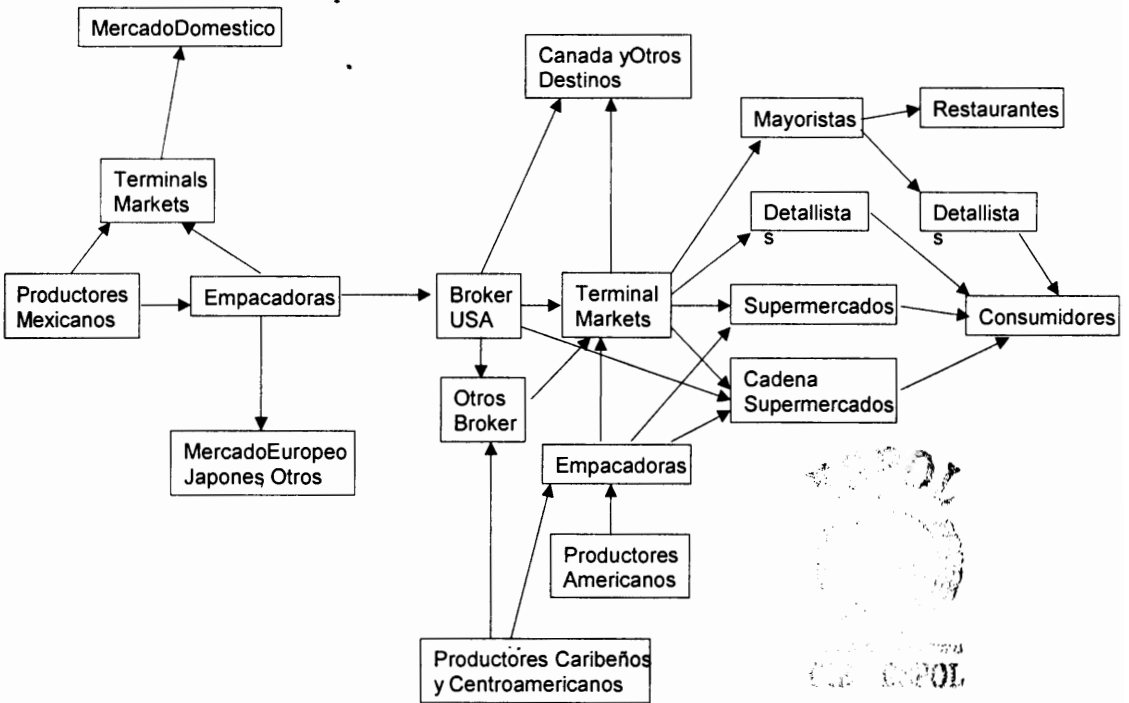 MercadoDomestico
Canada yOtros
Destinos
Mayoristas
Restaurantes
Terminals
Markets
Detallista
s
Detallista
s
Productores
Mexicanos
Empacadoras
Broker
USA
Terminal
Markets
Supermercados
Consumidores
Otros
Broker
Cadena
Supermercados
MercadoEuropeo
Japones Otros
Empacadoras
Productores
Americanos
Productores Caribeños
y Centroamericanos
ESPOL